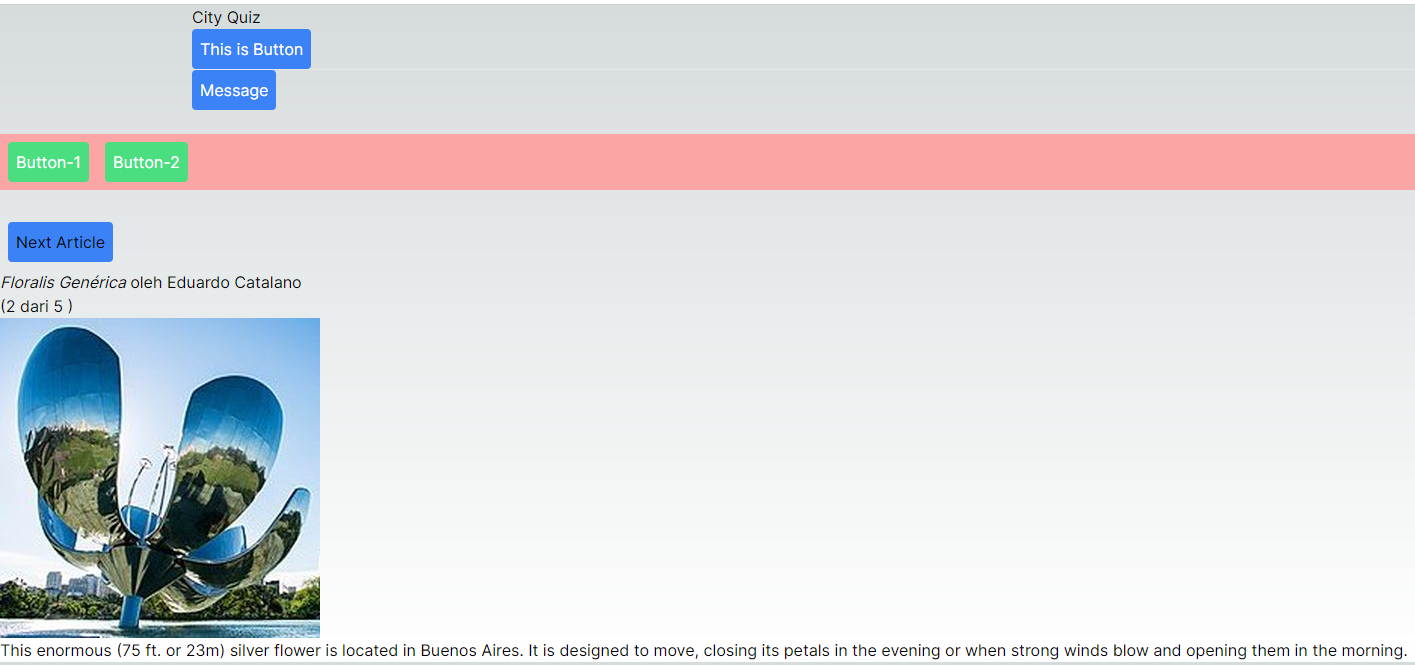 City Quiz
This is Button
Message
Button-1 Button-2
Next Article
Floralis Genérica oleh Eduardo Catalano
(2 dari 5 )
This enormous (75 ft. or 23m) silver flower is located in Buenos Aires. It is designed to move, closing its petals in the evening or when strong winds blow and opening them in the morning.